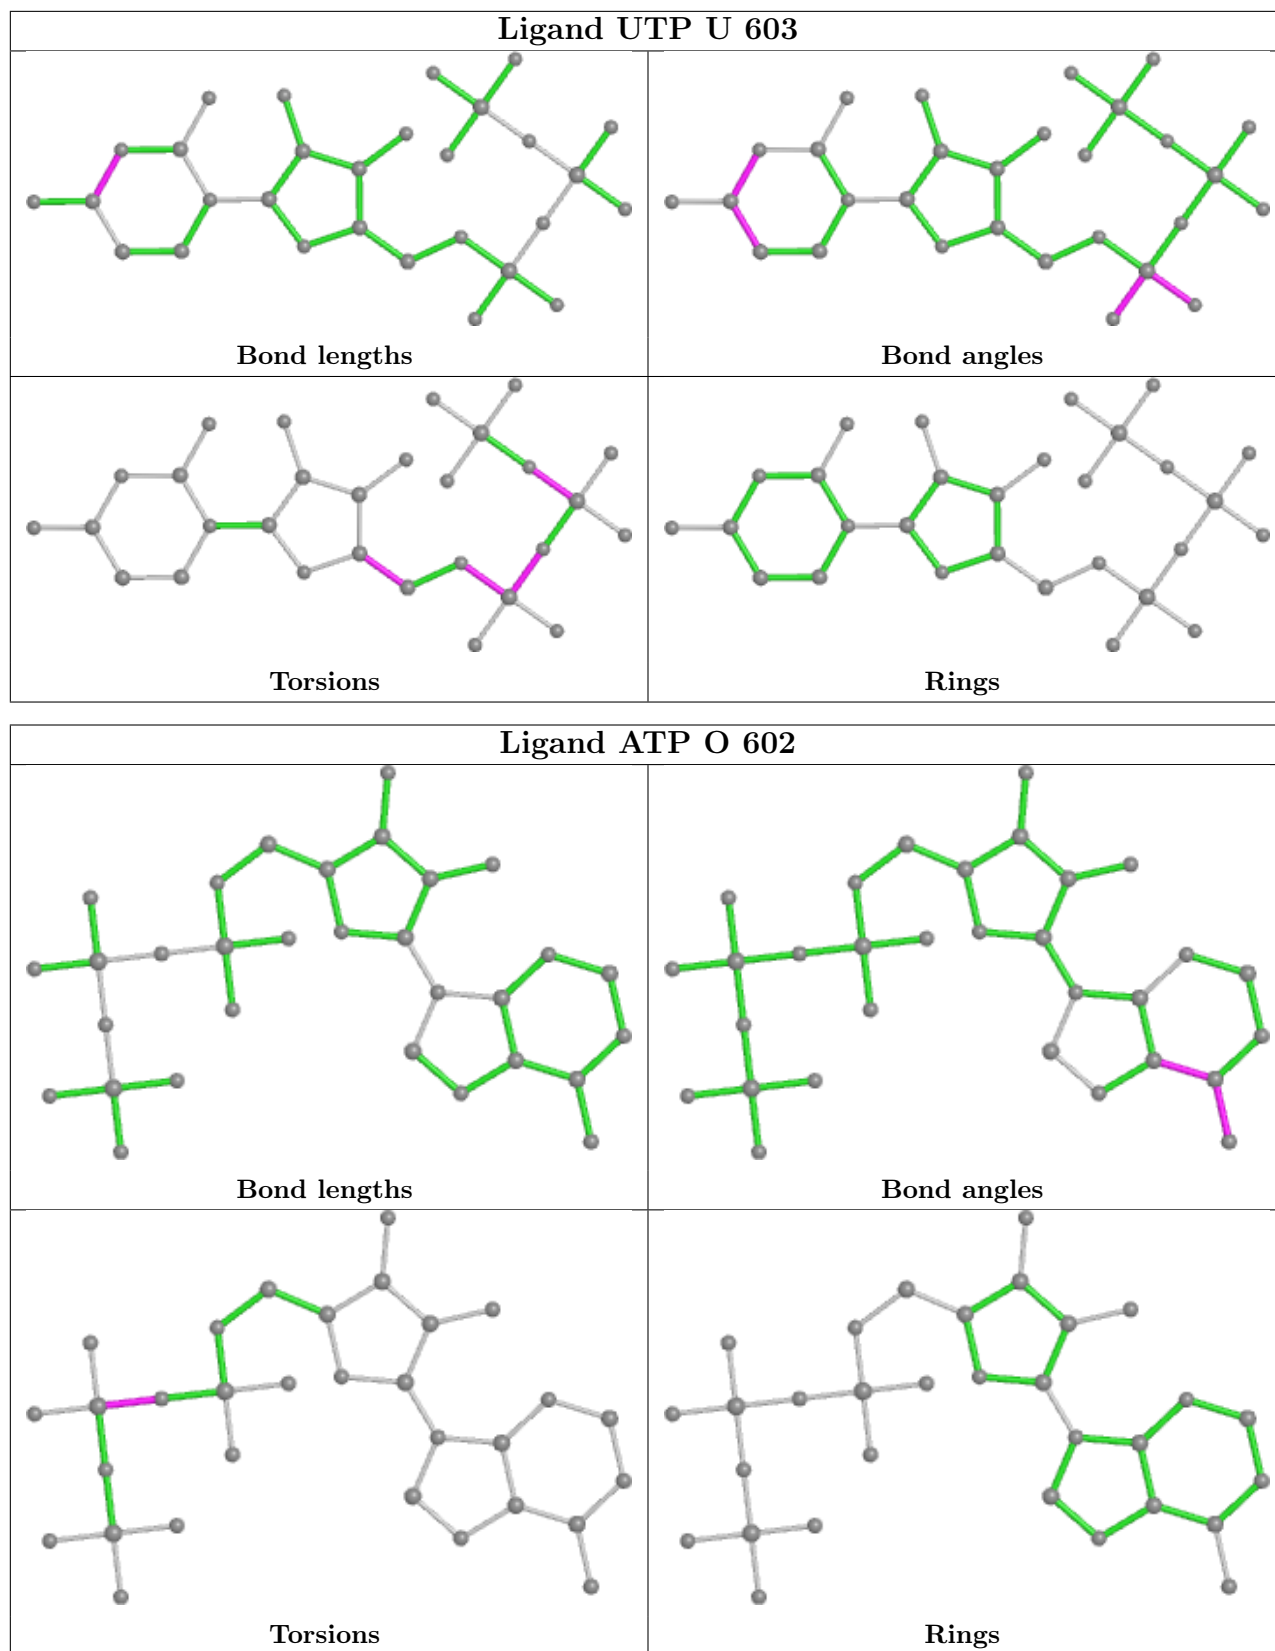 Ligand UTP U 603
Bond lengths
Bond angles
Torsions
Rings
Ligand ATP O 602
Bond lengths
Bond angles
Torsions
Rings